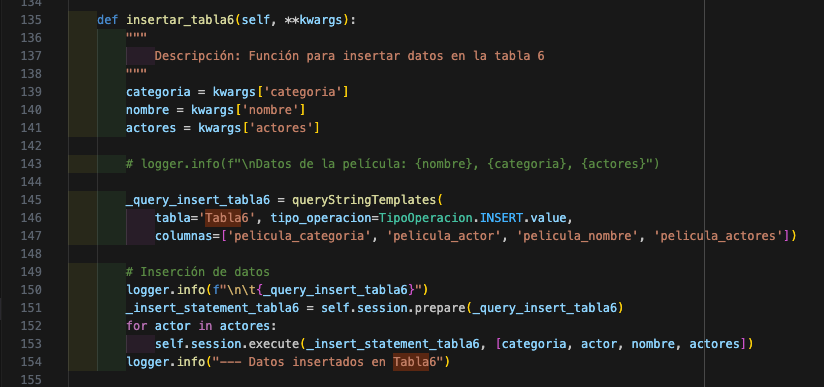 134
135 def insertar_tabla6(self, **kwargs):
136 """
137 Descripción: Función para insertar datos en la tabla 6
138 """
139 categoria = kwargs['categoria']
140 nombre = kwargs['nombre']
141 actores = kwargs['actores']
142
143 # logger.info(f"\nDatos de la película: {nombre}, {categoria}, {actores}")
144
145 _query_insert_tabla6 = queryStringTemplates(
146 tabla='Tabla6', tipo_operacion=TipoOperacion.INSERT.value,
147 columnas=['pelicula_categoria', 'pelicula_actor', 'pelicula_nombre', 'pelicula_actores'])
148
149 # Inserción de datos
150 logger.info(f"\n\t{_query_insert_tabla6}")
151 _insert_statement_tabla6 = self.session.prepare(_query_insert_tabla6)
152 for actor in actores:
153 self.session.execute(_insert_statement_tabla6, [categoria, actor, nombre, actores])
154 logger.info("--- Datos insertados en Tabla6")
155